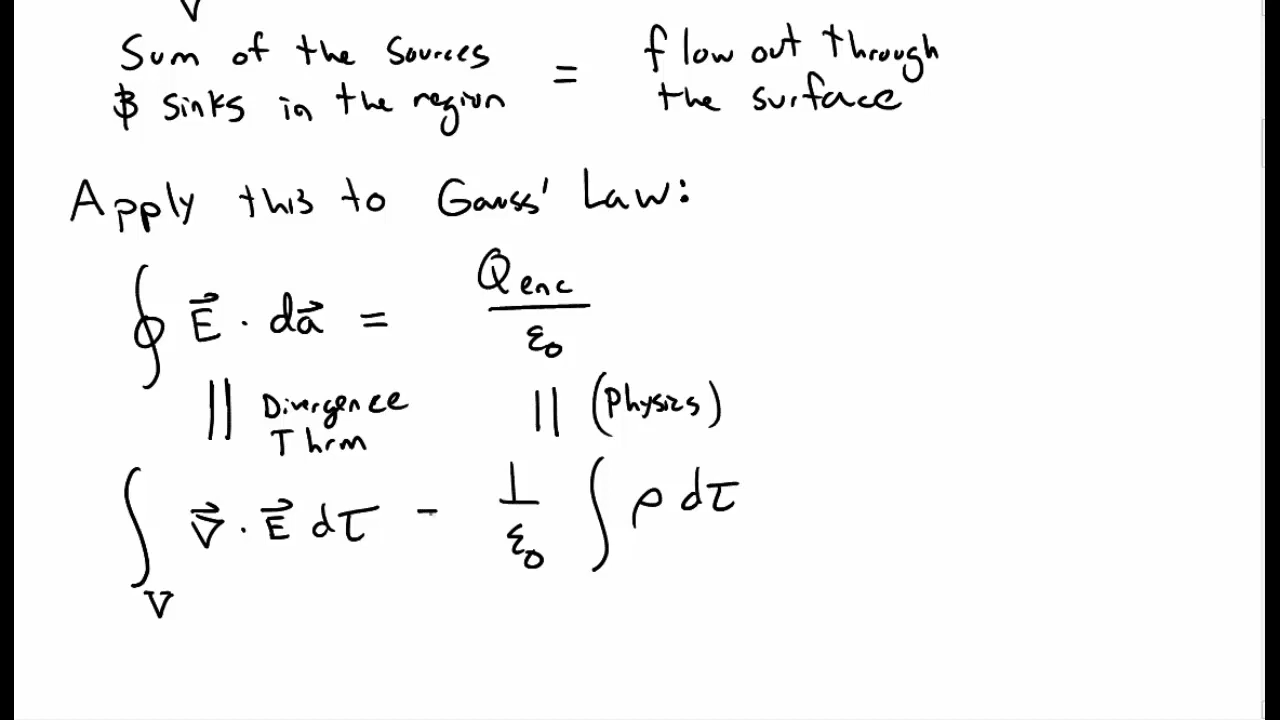 V
Sum of the sources = flow out through
& sinks in the region the surface
Apply this to Gauss' Law:
∮ E⃗ · da⃗ = Qenc / ε₀
|| Divergence Thrm || (Physics)
∫_V ∇⃗ · E⃗ dτ - 1/ε₀ ∫ ρ dτ